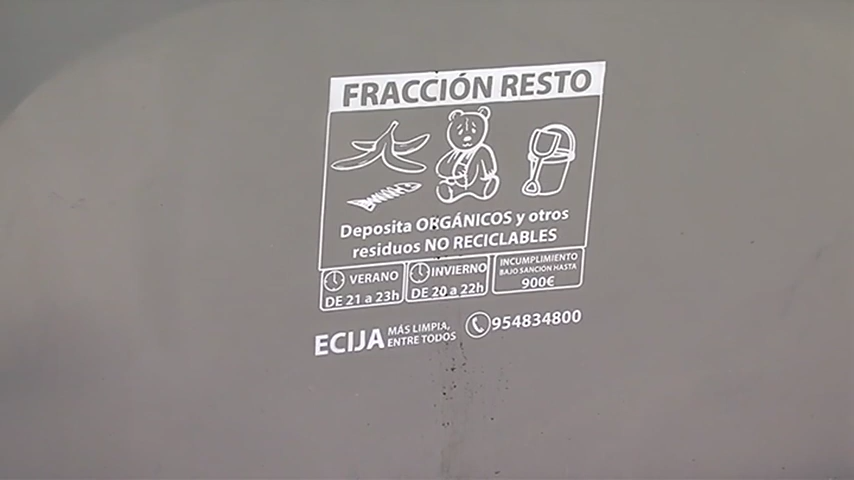 FRACCIÓN RESTO
Deposita ORGÁNICOS y otros
residuos NO RECICLABLES
VERANO
DE 21 a 23h
INVIERNO
DE 20 a 22h
INCUMPLIMIENTO
BAJO SANCIÓN HASTA
900€
ECIJA
MÁS LIMPIA,
ENTRE TODOS
954834800